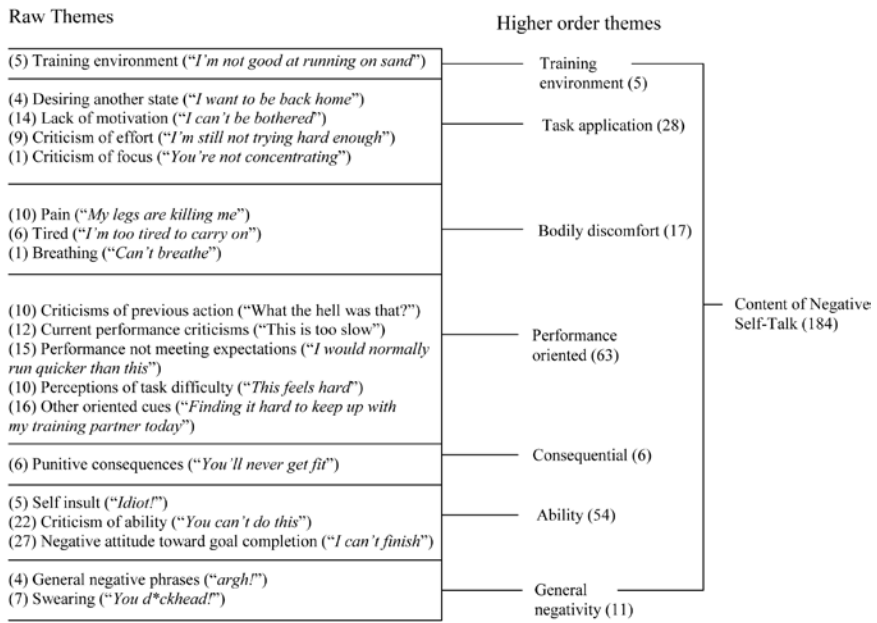 Raw Themes
Higher order themes
(5) Training environment (“I’m not good at running on sand”)
(4) Desiring another state (“I want to be back home”)
(14) Lack of motivation (“I can’t be bothered”)
(9) Criticism of effort (“I’m still not trying hard enough”)
(1) Criticism of focus (“You’re not concentrating”)
(10) Pain (“My legs are killing me”)
(6) Tired (“I’m too tired to carry on”)
(1) Breathing (“Can’t breathe”)
(10) Criticisms of previous action (“What the hell was that?”)
(12) Current performance criticisms (“This is too slow”)
(15) Performance not meeting expectations (“I would normally
run quicker than this”)
(10) Perceptions of task difficulty (“This feels hard”)
(16) Other oriented cues (“Finding it hard to keep up with
my training partner today”)
(6) Punitive consequences (“You’ll never get fit”)
(5) Self insult (“Idiot!”)
(22) Criticism of ability (“You can’t do this”)
(27) Negative attitude toward goal completion (“I can’t finish”)
(4) General negative phrases (“argh!”)
(7) Swearing (“You d*ckhead!”)
Training
environment (5)
Task application (28)
Bodily discomfort (17)
Performance
oriented (63)
Consequential (6)
Ability (54)
General
negativity (11)
Content of Negative
Self-Talk (184)